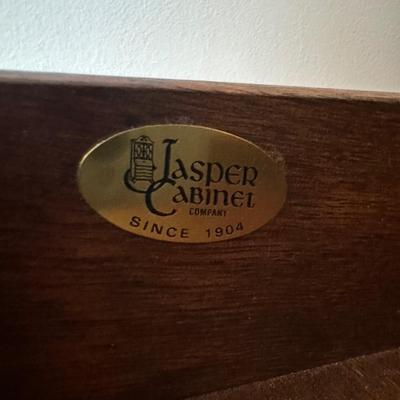 JASPER
CABINET
COMPANY
SINCE 1904